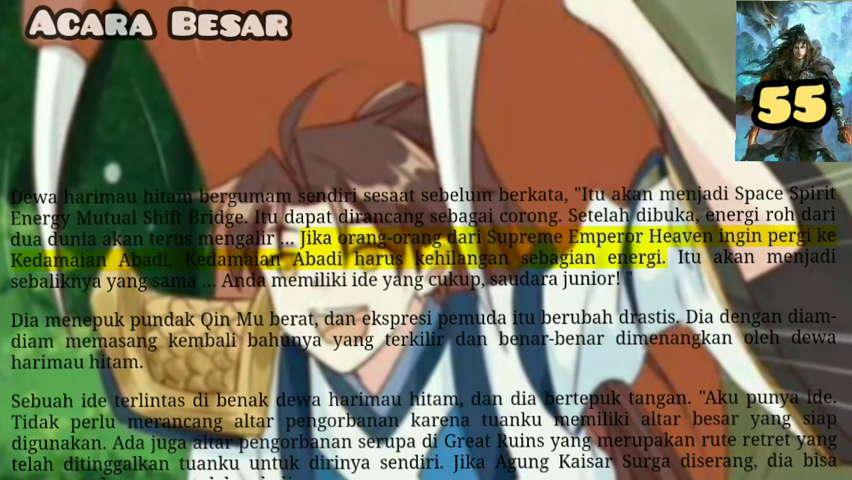 Acara Besar
55
Dewa harimau hitam bergumam sendiri sesaat sebelum berkata, "Itu akan menjadi Space Spirit
Energy Mutual Shift Bridge. Itu dapat dirancang sebagai corong. Setelah dibuka, energi roh dari
dua dunia akan terus mengalir ... Jika orang-orang dari Supreme Emperor Heaven ingin pergi ke
Kedamaian Abadi, Kedamaian Abadi harus kehilangan sebagian energi. Itu akan menjadi
sebaliknya yang sama ... Anda memiliki ide yang cukup, saudara junior! "
Dia menepuk pundak Qin Mu berat, dan ekspresi pemuda itu berubah drastis. Dia dengan diam-
diam memasang kembali bahunya yang terkilir dan benar-benar dimenangkan oleh dewa
harimau hitam.
Sebuah ide terlintas di benak dewa harimau hitam, dan dia bertepuk tangan. "Aku punya ide.
Tidak perlu merancang altar pengorbanan karena tuanku memiliki altar besar yang siap
digunakan. Ada juga altar pengorbanan serupa di Great Ruins yang merupakan rute retret yang
telah ditinggalkan tuanku untuk dirinya sendiri. Jika Agung Kaisar Surga diserang, dia bisa